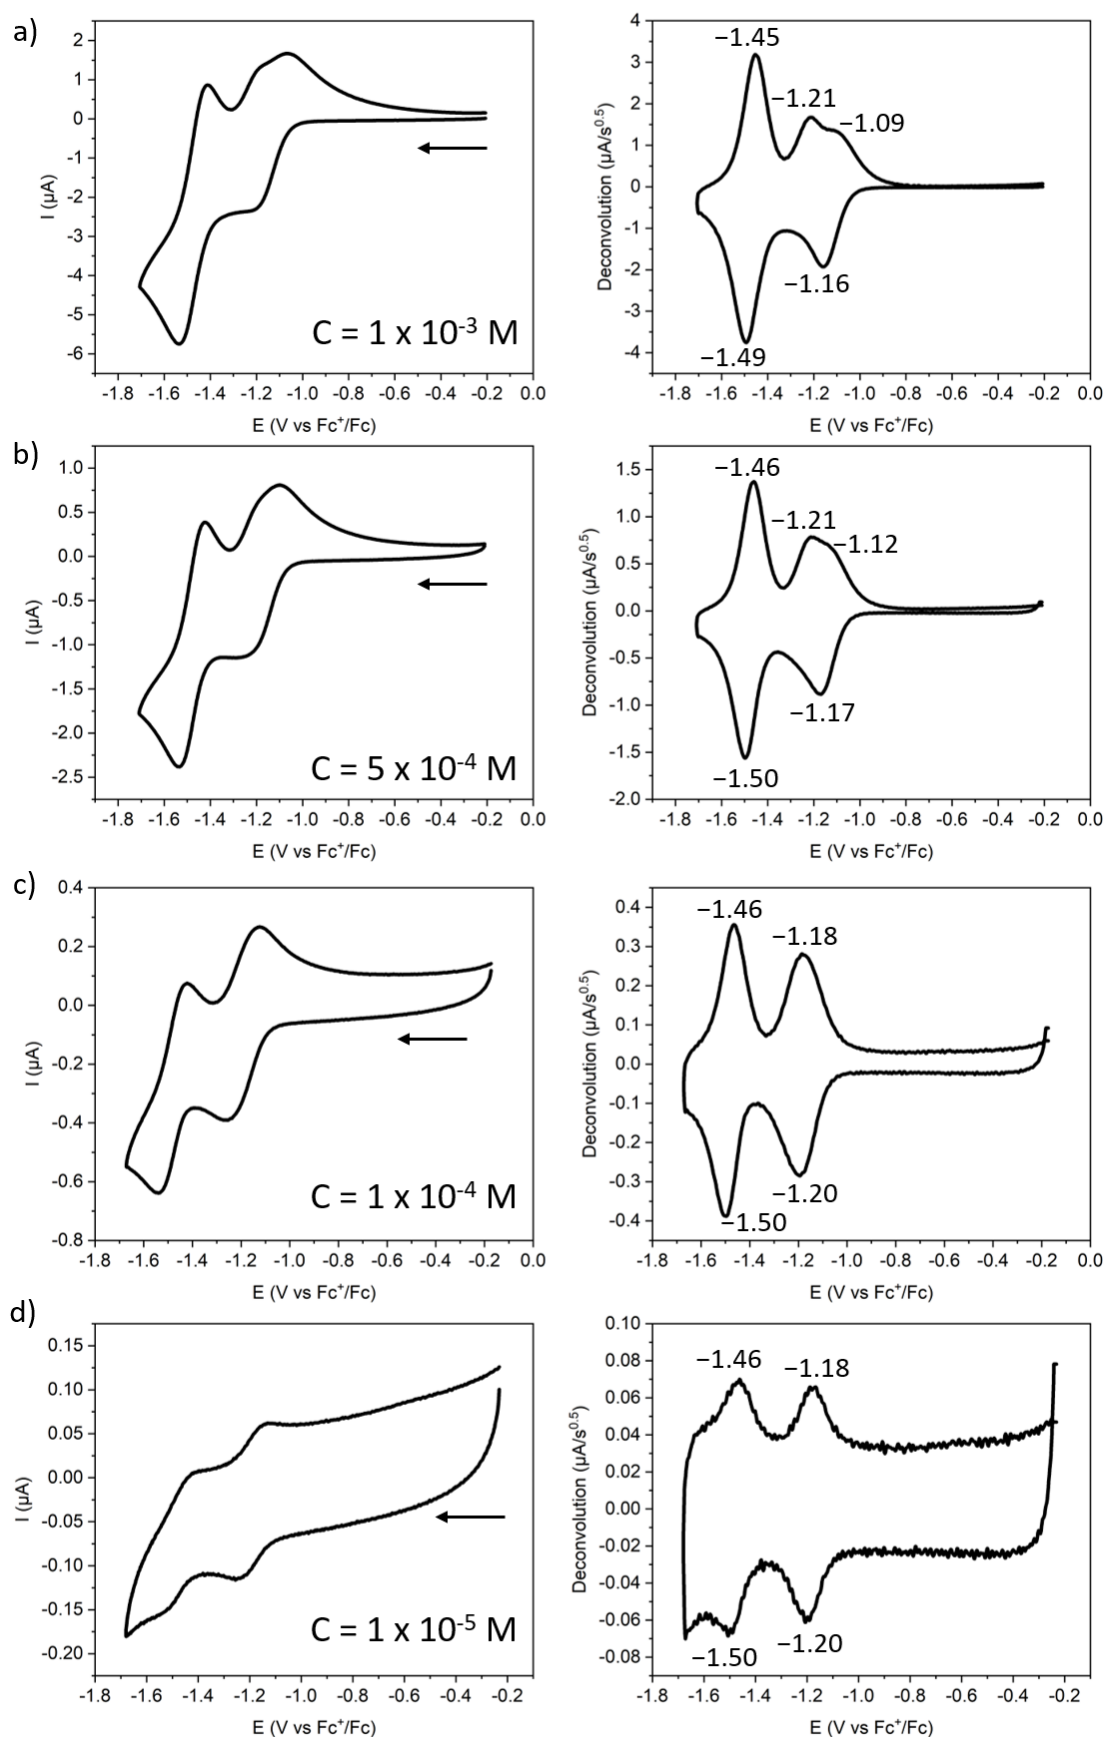 a)
2
1
0
-1
-2
-3
-4
-5
-6
I (µA)
C = 1 x 10-3 M
-1.8 -1.6 -1.4 -1.2 -1.0 -0.8 -0.6 -0.4 -0.2 0.0
E (V vs Fc+/Fc)
4
3
2
1
0
-1
-2
-3
-4
Deconvolution (µA/s0.5)
−1.45
−1.21
−1.09
−1.16
−1.49
-1.8 -1.6 -1.4 -1.2 -1.0 -0.8 -0.6 -0.4 -0.2 0.0
E (V vs Fc+/Fc)
b)
1.0
0.5
0.0
-0.5
-1.0
-1.5
-2.0
-2.5
I (µA)
C = 5 x 10-4 M
-1.8 -1.6 -1.4 -1.2 -1.0 -0.8 -0.6 -0.4 -0.2 0.0
E (V vs Fc+/Fc)
1.5
1.0
0.5
0.0
-0.5
-1.0
-1.5
-2.0
Deconvolution (µA/s0.5)
−1.46
−1.21
−1.12
−1.17
−1.50
-1.8 -1.6 -1.4 -1.2 -1.0 -0.8 -0.6 -0.4 -0.2 0.0
E (V vs Fc+/Fc)
c)
0.4
0.2
0.0
-0.2
-0.4
-0.6
-0.8
I (µA)
C = 1 x 10-4 M
-1.8 -1.6 -1.4 -1.2 -1.0 -0.8 -0.6 -0.4 -0.2 0.0
E (V vs Fc+/Fc)
0.4
0.3
0.2
0.1
0.0
-0.1
-0.2
-0.3
-0.4
Deconvolution (µA/s0.5)
−1.46
−1.18
−1.20
−1.50
-1.8 -1.6 -1.4 -1.2 -1.0 -0.8 -0.6 -0.4 -0.2 0.0
E (V vs Fc+/Fc)
d)
0.15
0.10
0.05
0.00
-0.05
-0.10
-0.15
-0.20
I (µA)
C = 1 x 10-5 M
-1.8 -1.6 -1.4 -1.2 -1.0 -0.8 -0.6 -0.4 -0.2
E (V vs Fc+/Fc)
0.10
0.08
0.06
0.04
0.02
0.00
-0.02
-0.04
-0.06
-0.08
Deconvolution (µA/s0.5)
−1.46
−1.18
−1.20
−1.50
-1.8 -1.6 -1.4 -1.2 -1.0 -0.8 -0.6 -0.4 -0.2
E (V vs Fc+/Fc)